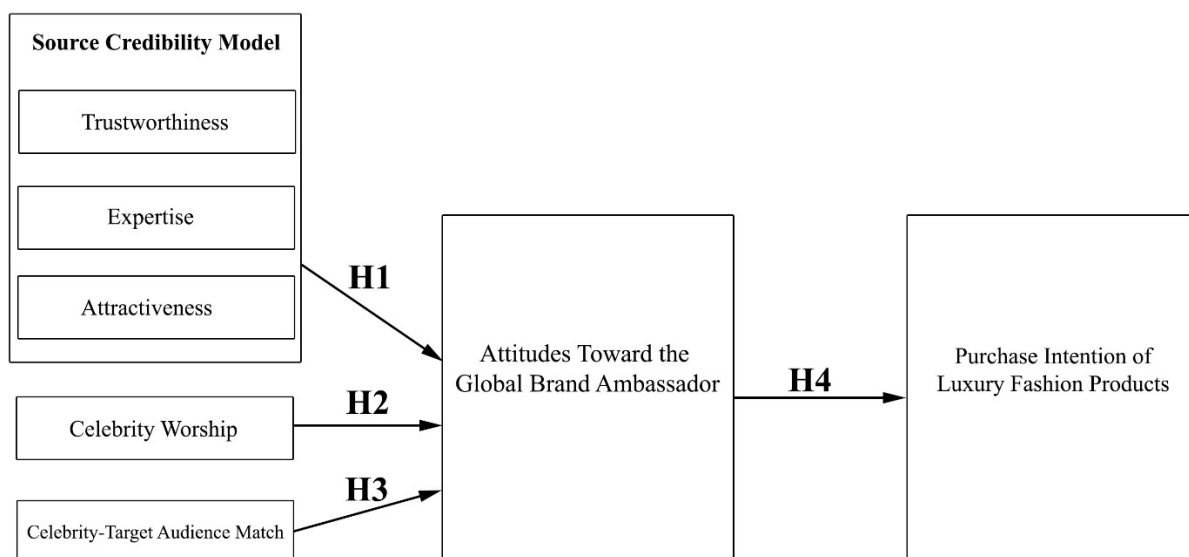 Source Credibility Model
Trustworthiness
Expertise
Attractiveness
H1
Celebrity Worship
H2
Celebrity-Target Audience Match
H3
Attitudes Toward the
Global Brand Ambassador
H4
Purchase Intention of
Luxury Fashion Products